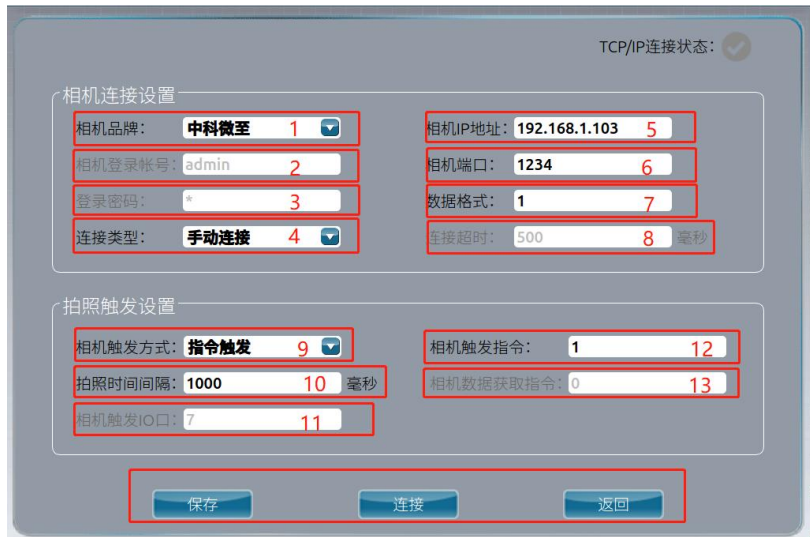 TCP/IP连接状态：
相机连接设置
相机品牌： 中科微至 1 相机IP地址： 192.168.1.103 5
相机登录帐号： admin 2 相机端口： 1234 6
登录密码： * 3 数据格式： 1 7
连接类型： 手动连接 4 连接超时： 500 8 毫秒
拍照触发设置
相机触发方式： 指令触发 9 相机触发指令： 1 12
拍照时间间隔： 1000 10 毫秒 相机数据获取指令： 0 13
相机触发IO口： 7 11
保存 连接 返回